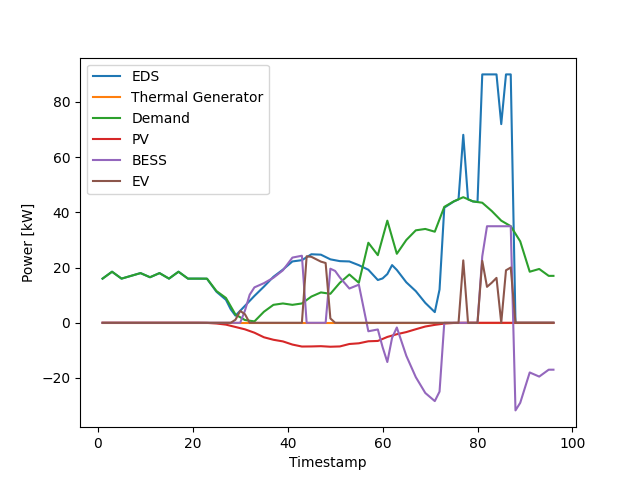 EDS
Thermal Generator
Demand
PV
BESS
EV
Power [kW]
80
60
40
20
0
−20
0 20 40 60 80 100
Timestamp